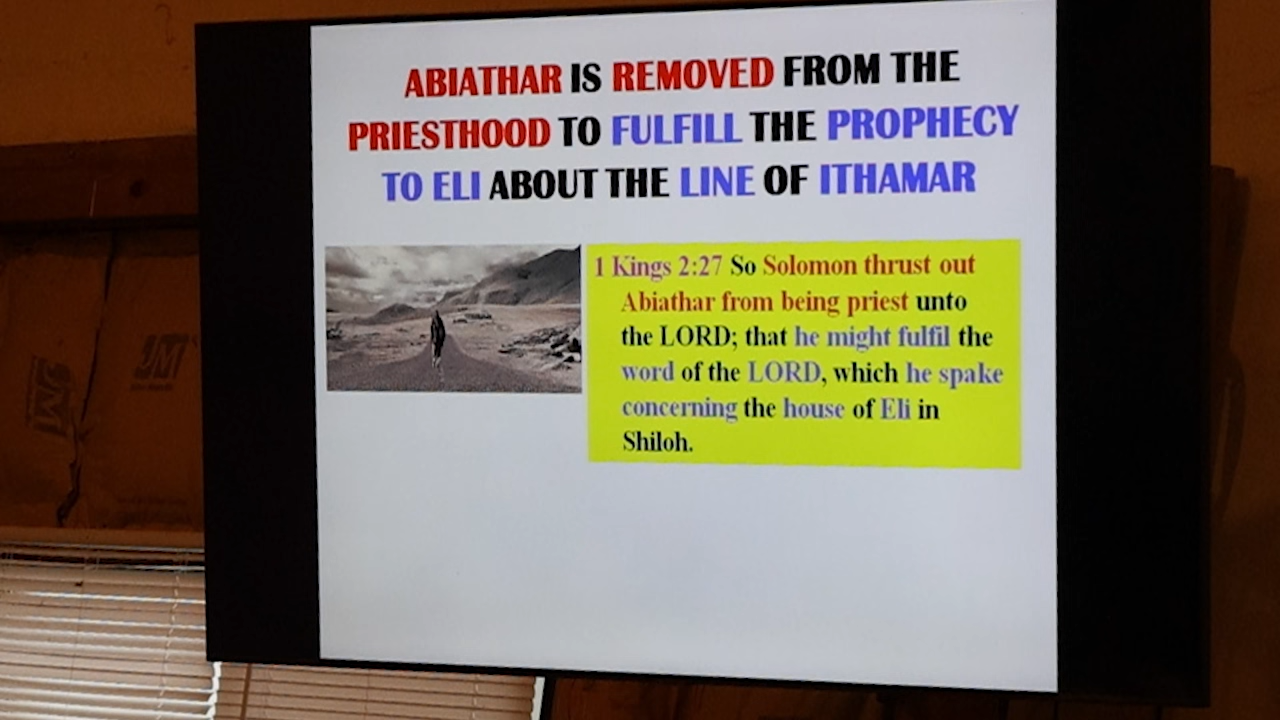 ABIATHAR IS REMOVED FROM THE
PRIESTHOOD TO FULFILL THE PROPHECY
TO ELI ABOUT THE LINE OF ITHAMAR
1 Kings 2:27 So Solomon thrust out
Abiathar from being priest unto
the LORD; that he might fulfil the
word of the LORD, which he spake
concerning the house of Eli in
Shiloh.